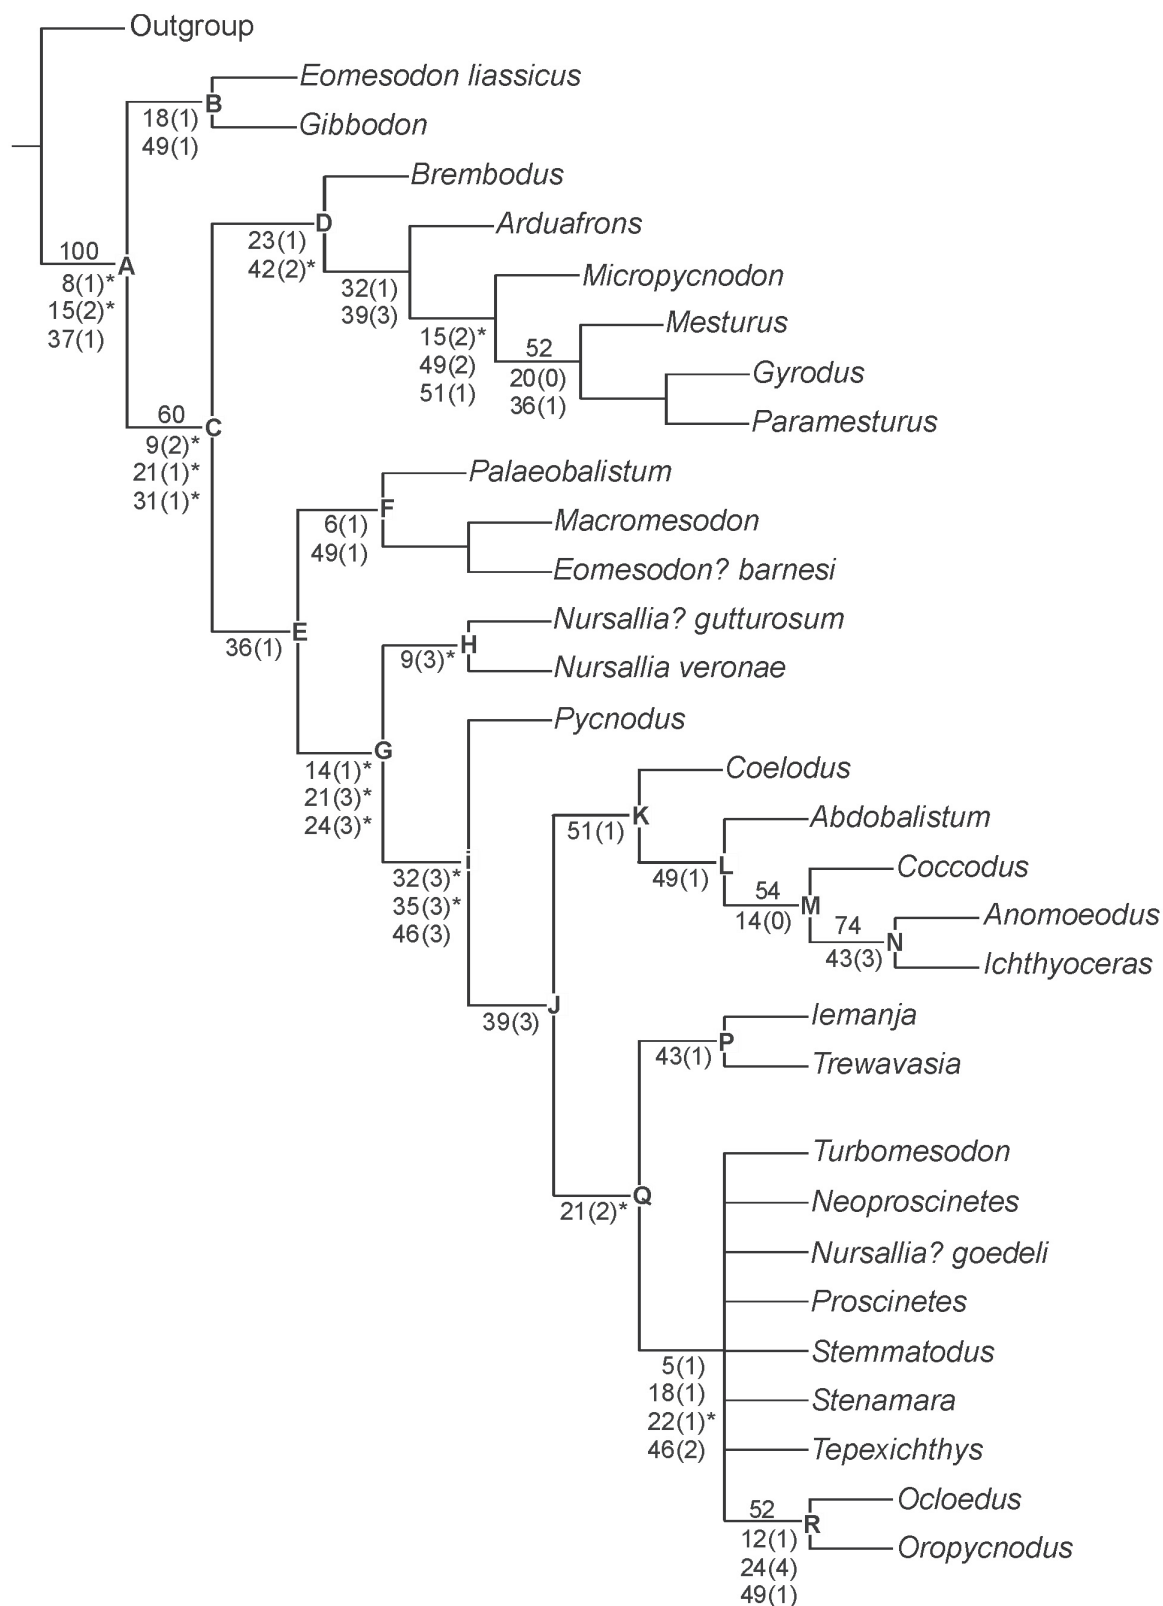 Outgroup
Eomesodon liassicus
B
18(1)
49(1)
Gibbodon
Brembodus
D
23(1)
42(2)*
Arduafrons
32(1)
39(3)
Micropycnodon
15(2)*
49(2)
51(1)
Mesturus
52
20(0)
36(1)
Gyrodus
Paramesturus
100
A
8(1)*
15(2)*
37(1)
60
C
9(2)*
21(1)*
31(1)*
Palaeobalistum
F
6(1)
49(1)
Macromesodon
Eomesodon? barnesi
E
36(1)
Nursallia? gutturosum
H
9(3)*
Nursallia veronae
Pycnodus
G
14(1)*
21(3)*
24(3)*
Coelodus
K
51(1)
Abdobalistum
L
49(1)
Coccodus
54
M
14(0)
Anomoeodus
74
N
43(3)
Ichthyoceras
i
32(3)*
35(3)*
46(3)
J
39(3)
Iemanja
P
43(1)
Trewavasia
Q
21(2)*
Turbomesodon
Neoproscinetes
Nursallia? goedeli
Proscinetes
Stemmatodus
5(1)
18(1)
22(1)*
46(2)
Stenamara
Tepexichthys
Ocloedus
52
R
12(1)
24(4)
49(1)
Oropycnodus